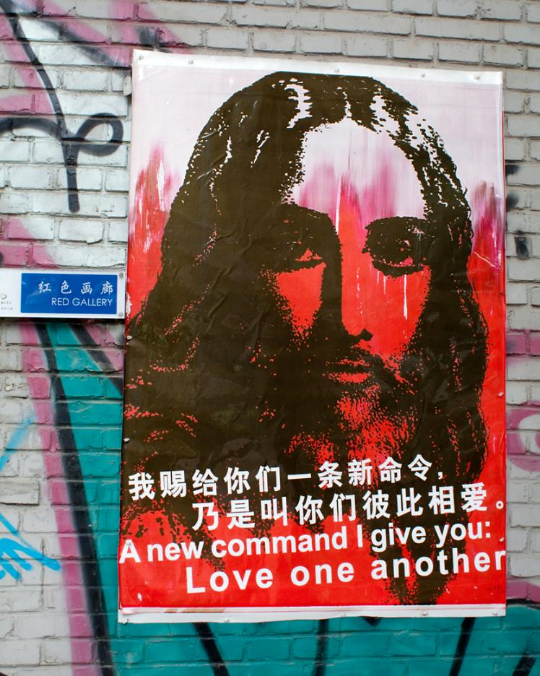 红色画廊
RED GALLERY
我赐给你们一条新命令，
乃是叫你们彼此相爱。
A new command I give you:
Love one another